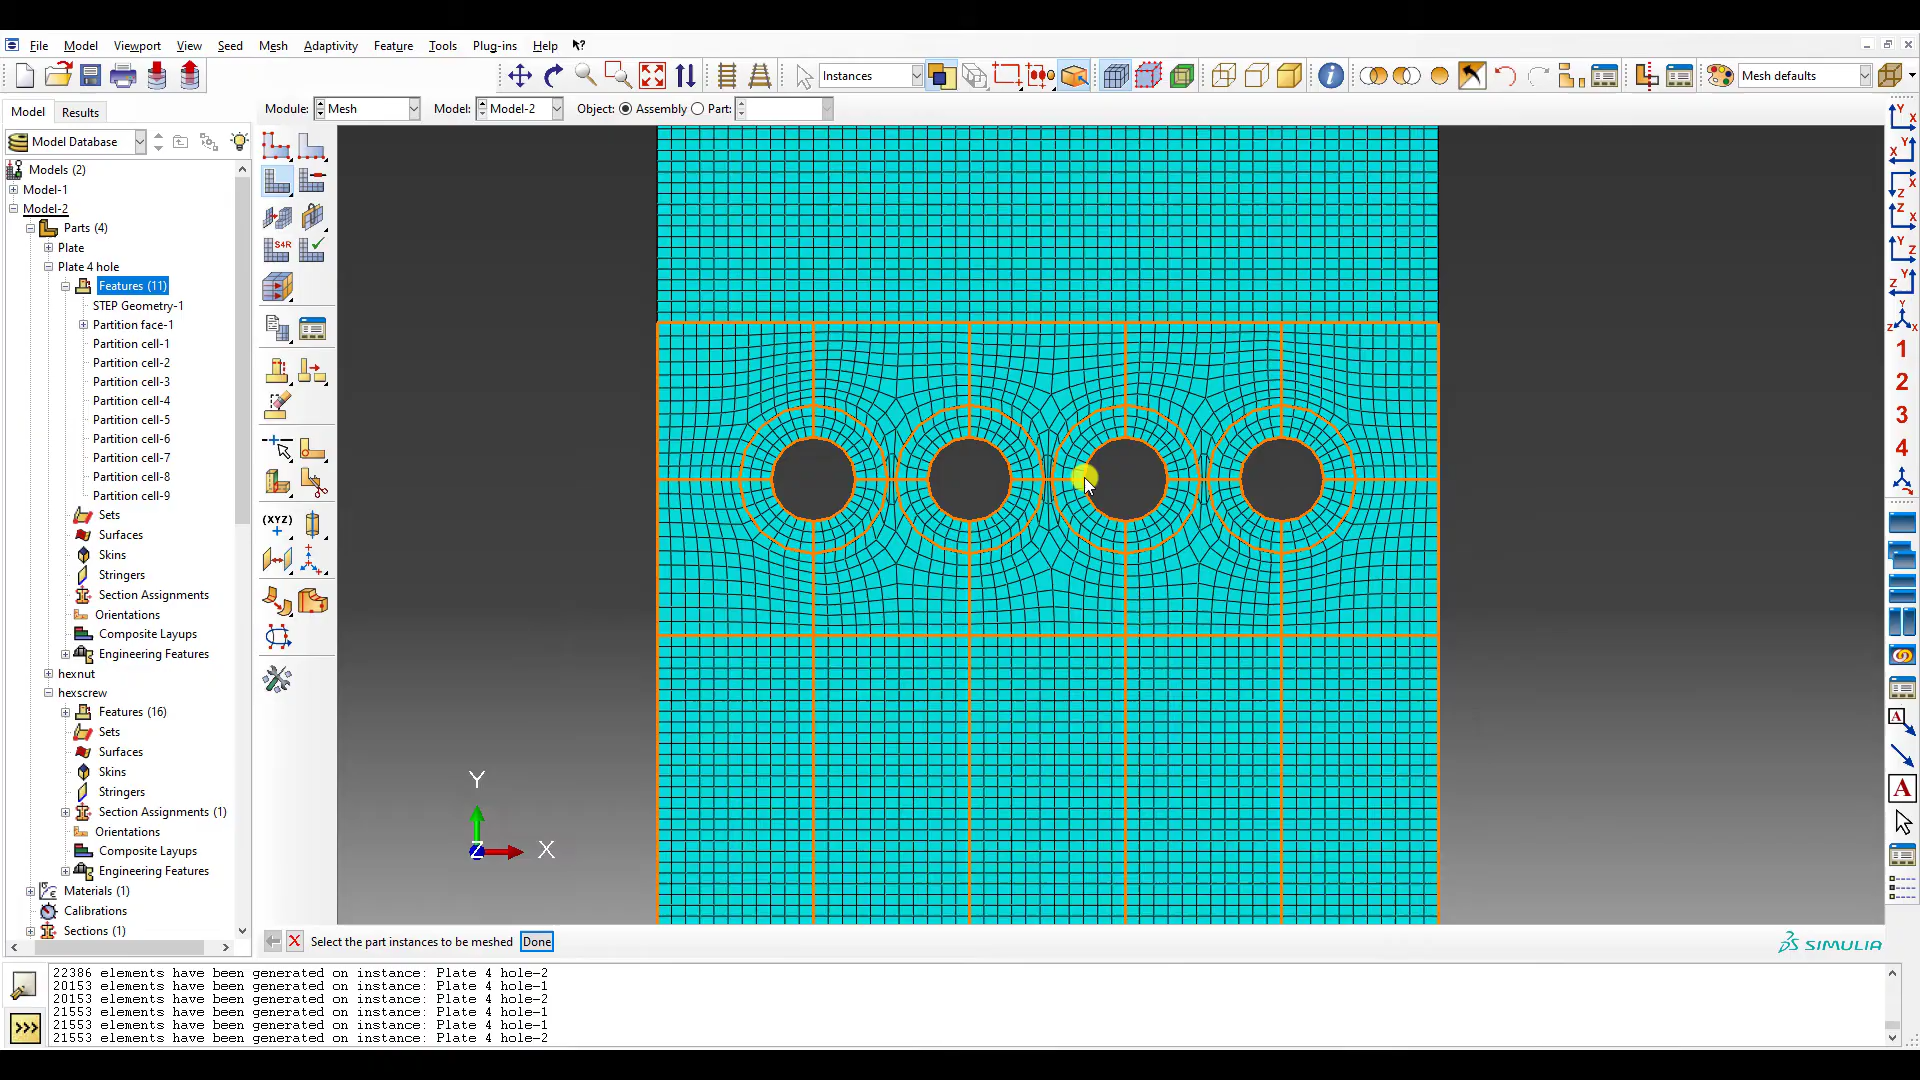 File Model Viewport View Seed Mesh Adaptivity Feature Tools Plug-ins Help
Instances
Mesh defaults
Model Results
Module: Mesh Model: Model-2 Object: Assembly Part:
Model Database
Models (2)
Model-1
Model-2
Parts (4)
Plate
Plate 4 hole
Features (11)
STEP Geometry-1
Partition face-1
Partition cell-1
Partition cell-2
Partition cell-3
Partition cell-4
Partition cell-5
Partition cell-6
Partition cell-7
Partition cell-8
Partition cell-9
Sets
Surfaces
Skins
Stringers
Section Assignments
Orientations
Composite Layups
Engineering Features
hexnut
hexscrew
Features (16)
Sets
Surfaces
Skins
Stringers
Section Assignments (1)
Orientations
Composite Layups
Engineering Features
Materials (1)
Calibrations
Sections (1)
S4R
(XYZ)
Y
Z X
1
2
3
4
A
A
Select the part instances to be meshed Done
SIMULIA
22386 elements have been generated on instance: Plate 4 hole-2
20153 elements have been generated on instance: Plate 4 hole-1
20153 elements have been generated on instance: Plate 4 hole-2
21553 elements have been generated on instance: Plate 4 hole-1
21553 elements have been generated on instance: Plate 4 hole-1
21553 elements have been generated on instance: Plate 4 hole-2
>>>